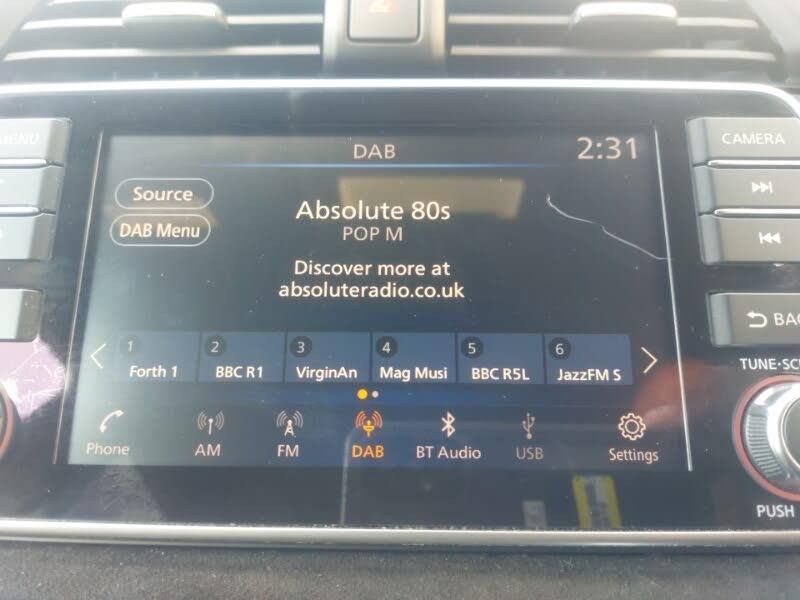 MENU
CAMERA
DAB
2:31
Source
DAB Menu
Absolute 80s
POP M
Discover more at
absoluteradio.co.uk
BAC
1 2 3 4 5 6
Forth 1 BBC R1 VirginAn Mag Musi BBC R5L JazzFM S
TUNE·SC
Phone AM FM DAB BT Audio USB Settings
PUSH